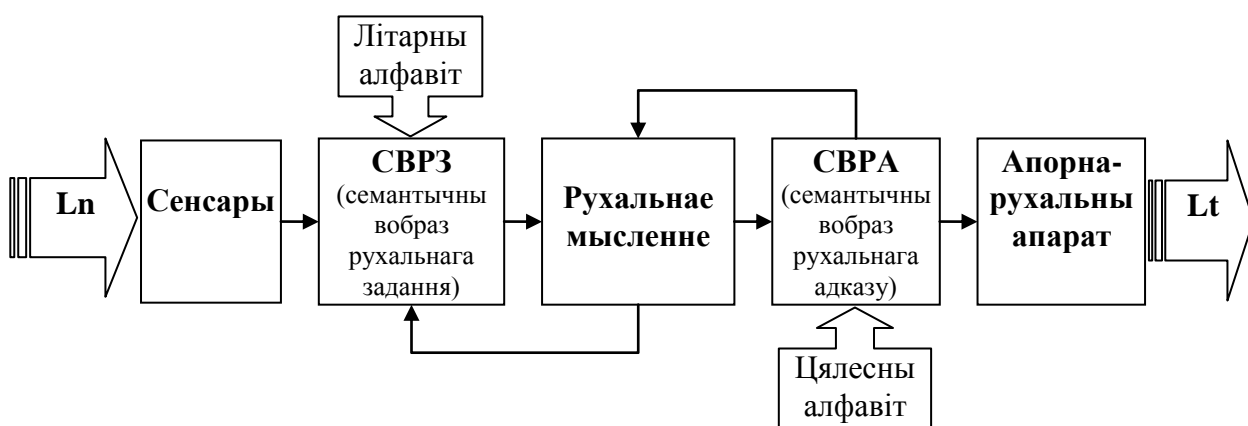 Літарны
алфавіт
Ln
Сенсары
СВРЗ
(семантычны
вобраз
рухальнага
задання)
Рухальнае
мысленне
СВРА
(семантычны
вобраз
рухальнага
адказу)
Апорна-
рухальны
апарат
Lt
Цялесны
алфавіт